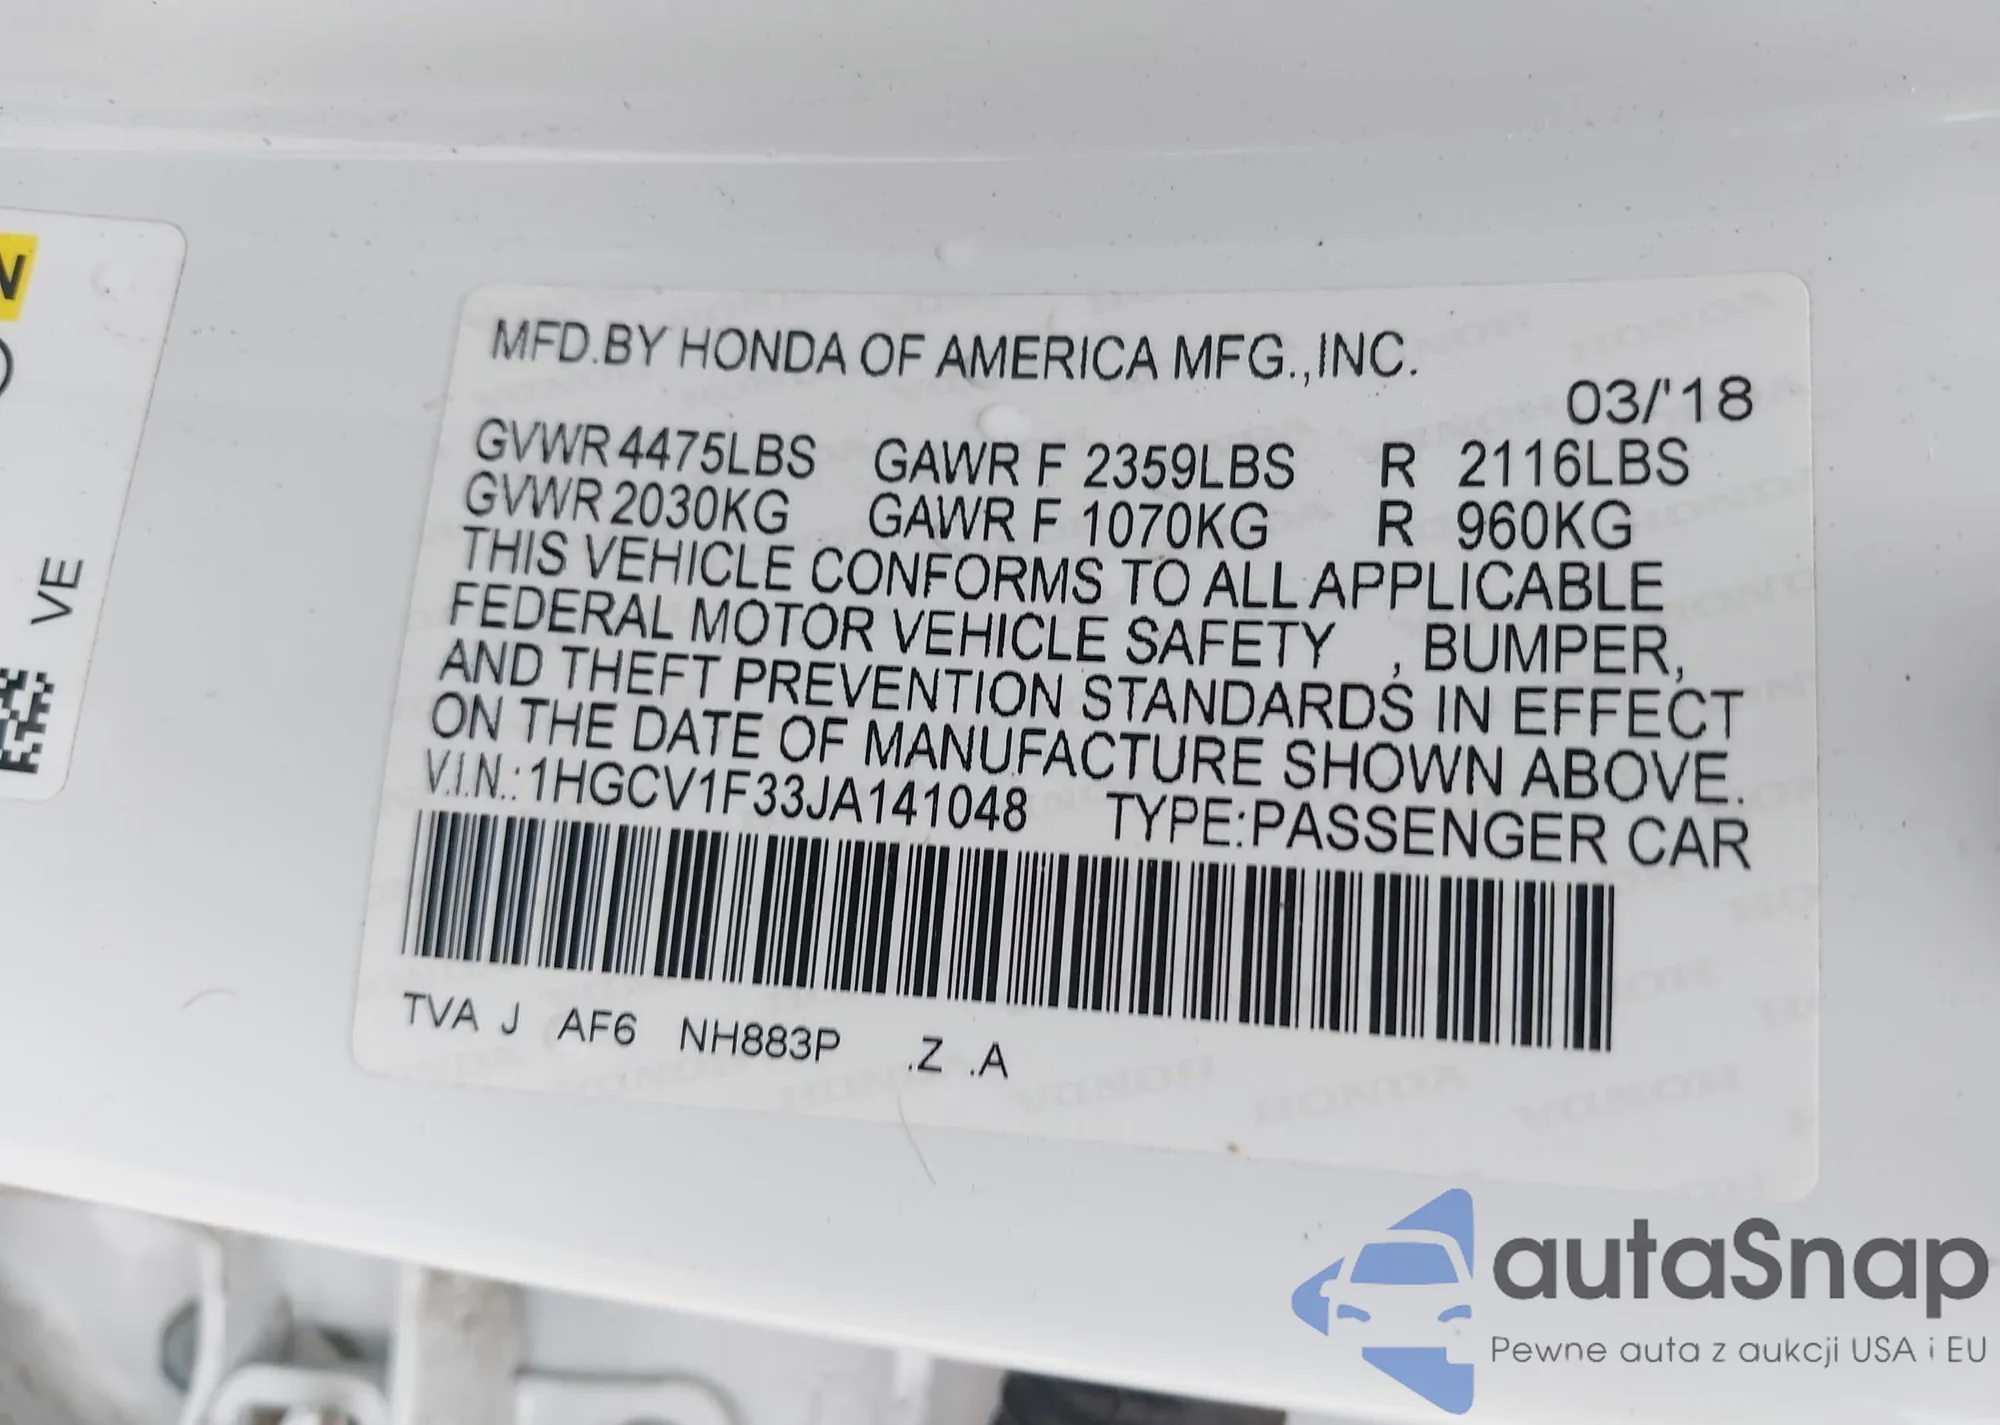 N
VE
MFD.BY HONDA OF AMERICA MFG.,INC.
03/'18
GVWR 4475LBS GAWR F 2359LBS R 2116LBS
GVWR 2030KG GAWR F 1070KG R 960KG
THIS VEHICLE CONFORMS TO ALL APPLICABLE
FEDERAL MOTOR VEHICLE SAFETY , BUMPER,
AND THEFT PREVENTION STANDARDS IN EFFECT
ON THE DATE OF MANUFACTURE SHOWN ABOVE.
V.I.N.: 1HGCV1F33JA141048 TYPE:PASSENGER CAR
TVA J AF6 NH883P .Z .A
autaSnap
Pewne auta z aukcji USA i EU